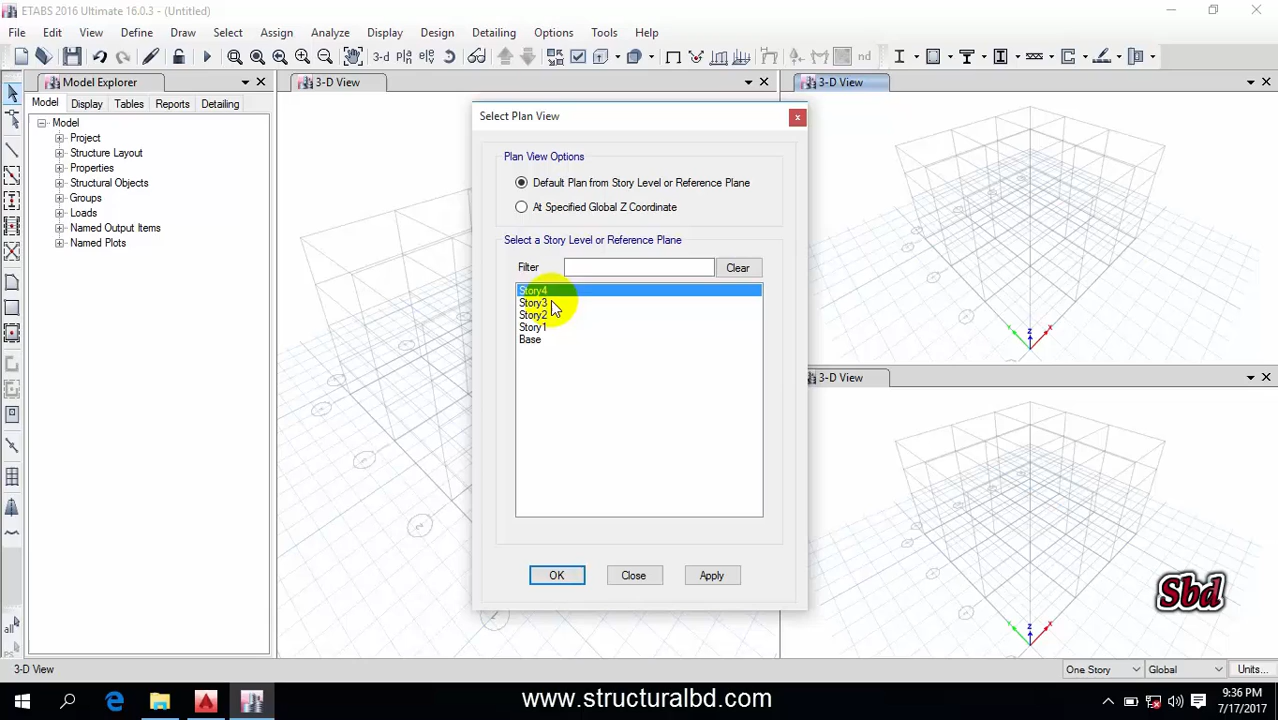 ETABS 2016 Ultimate 16.0.3 - (Untitled)
File Edit View Define Draw Select Assign Analyze Display Design Detailing Options Tools Help
3-d plạ elẹ nd
Model Explorer
Model Display Tables Reports Detailing
Model
Project
Structure Layout
Properties
Structural Objects
Groups
Loads
Named Output Items
Named Plots
all
3-D View
3-D View
3-D View
Select Plan View
Plan View Options
Default Plan from Story Level or Reference Plane
At Specified Global Z Coordinate
Select a Story Level or Reference Plane
Filter Clear
Story4
Story3
Story2
Story1
Base
OK Close Apply
Z
Y X
Z
Y X
Sbd
3-D View One Story Global Units...
www.structuralbd.com
9:36 PM
7/17/2017